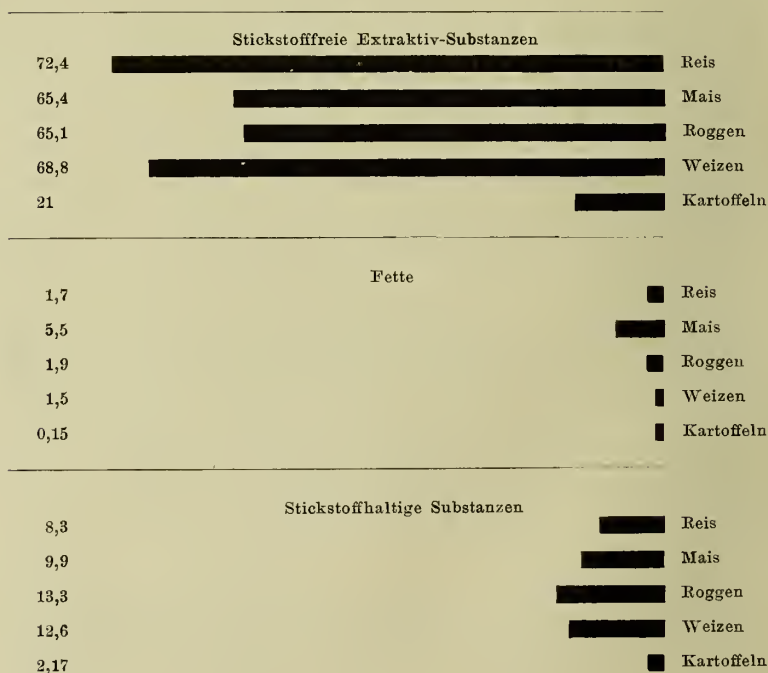 Stickstofffreie Extraktiv-Substanzen
72,4 Reis
65,4 Mais
65,1 Roggen
68,8 Weizen
21 Kartoffeln
Fette
1,7 Reis
5,5 Mais
1,9 Roggen
1,5 Weizen
0,15 Kartoffeln
Stickstoffhaltige Substanzen
8,3 Reis
9,9 Mais
13,3 Roggen
12,6 Weizen
2,17 Kartoffeln